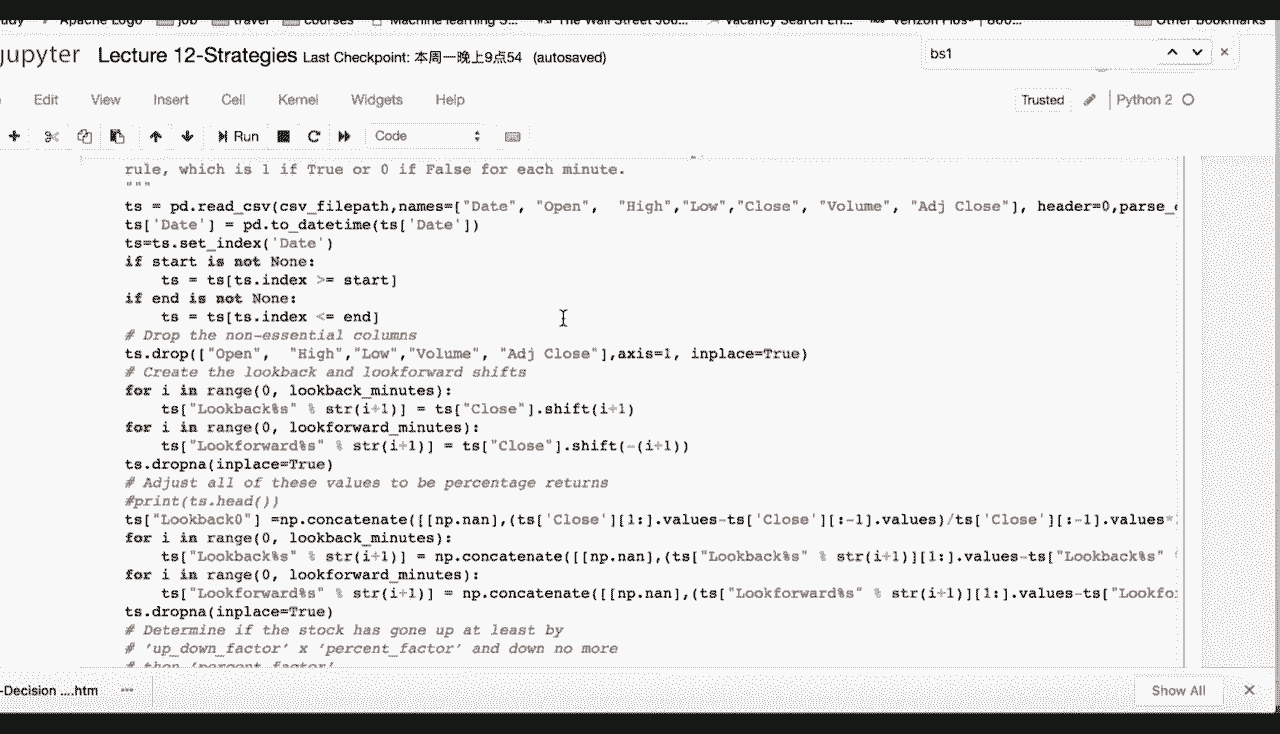 Apache Logo job travel courses Machine learning S... The Wall Street Jou... Vacancy Search En... Verizon Plus* | 800... Other Bookmarks
jupyter Lecture 12-Strategies Last Checkpoint: 本周一晚上9点54 (autosaved)
bs1
Edit View Insert Cell Kernel Widgets Help
Trusted Python 2
Run Code
rule, which is 1 if True or 0 if False for each minute.
"""
ts = pd.read_csv(csv_filepath,names=["Date", "Open",  "High","Low","Close", "Volume", "Adj Close"], header=0,parse_
ts['Date'] = pd.to_datetime(ts['Date'])
ts=ts.set_index('Date')
if start is not None:
    ts = ts[ts.index >= start]
if end is not None:
    ts = ts[ts.index <= end]
# Drop the non-essential columns
ts.drop(["Open",  "High","Low","Volume", "Adj Close"],axis=1, inplace=True)
# Create the lookback and lookforward shifts
for i in range(0, lookback_minutes):
    ts["Lookback%s" % str(i+1)] = ts["Close"].shift(i+1)
for i in range(0, lookforward_minutes):
    ts["Lookforward%s" % str(i+1)] = ts["Close"].shift(-(i+1))
ts.dropna(inplace=True)
# Adjust all of these values to be percentage returns
#print(ts.head())
ts["Lookback0"] =np.concatenate([[np.nan],(ts['Close'][1:].values-ts['Close'][:-1].values)/ts['Close'][:-1].values*
for i in range(0, lookback_minutes):
    ts["Lookback%s" % str(i+1)] = np.concatenate([[np.nan],(ts["Lookback%s" % str(i+1)][1:].values-ts["Lookback%s"
for i in range(0, lookforward_minutes):
    ts["Lookforward%s" % str(i+1)] = np.concatenate([[np.nan],(ts["Lookforward%s" % str(i+1)][1:].values-ts["Lookfo
ts.dropna(inplace=True)
# Determine if the stock has gone up at least by
# ‘up_down_factor’ x ‘percent_factor’ and down no more
# then ‘percent_factor’
-Decision ....htm
Show All